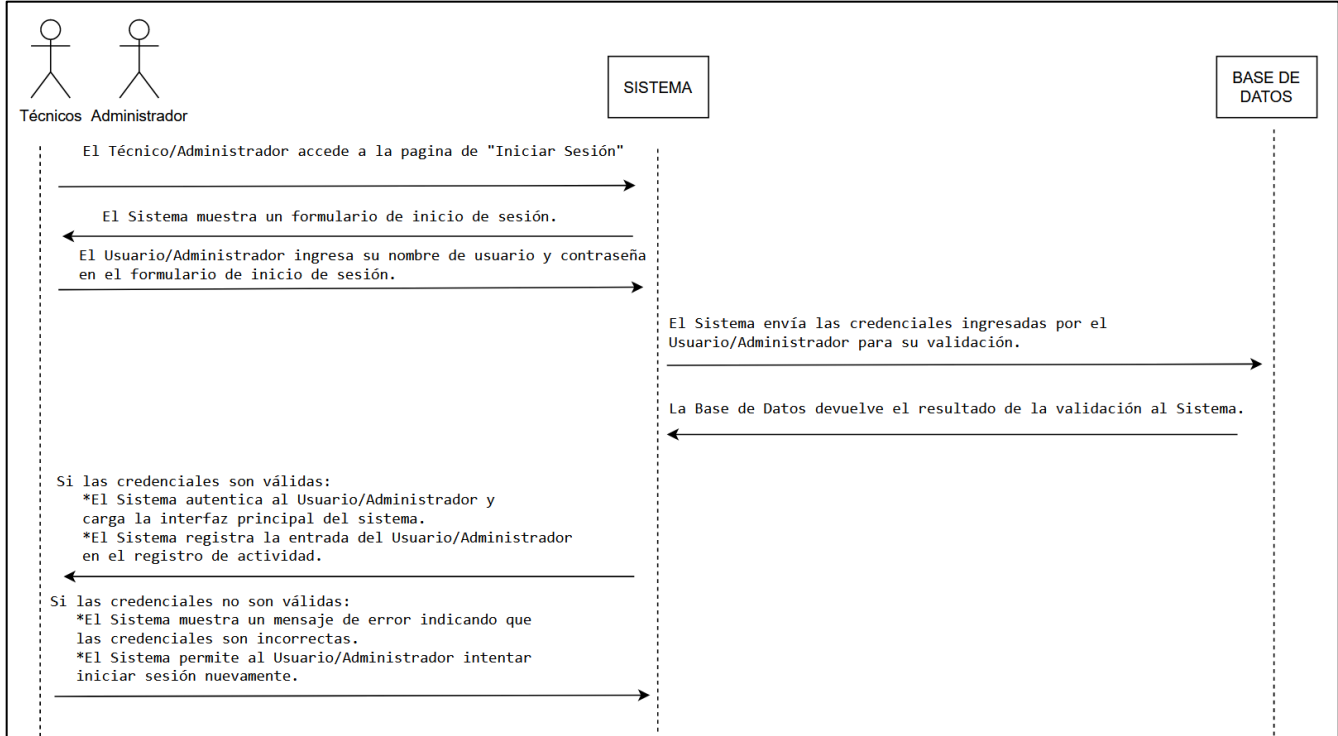 Técnicos Administrador
SISTEMA
BASE DE
DATOS
El Técnico/Administrador accede a la pagina de "Iniciar Sesión"
El Sistema muestra un formulario de inicio de sesión.
El Usuario/Administrador ingresa su nombre de usuario y contraseña
en el formulario de inicio de sesión.
El Sistema envía las credenciales ingresadas por el
Usuario/Administrador para su validación.
La Base de Datos devuelve el resultado de la validación al Sistema.
Si las credenciales son válidas:
*El Sistema autentica al Usuario/Administrador y
carga la interfaz principal del sistema.
*El Sistema registra la entrada del Usuario/Administrador
en el registro de actividad.
Si las credenciales no son válidas:
*El Sistema muestra un mensaje de error indicando que
las credenciales son incorrectas.
*El Sistema permite al Usuario/Administrador intentar
iniciar sesión nuevamente.